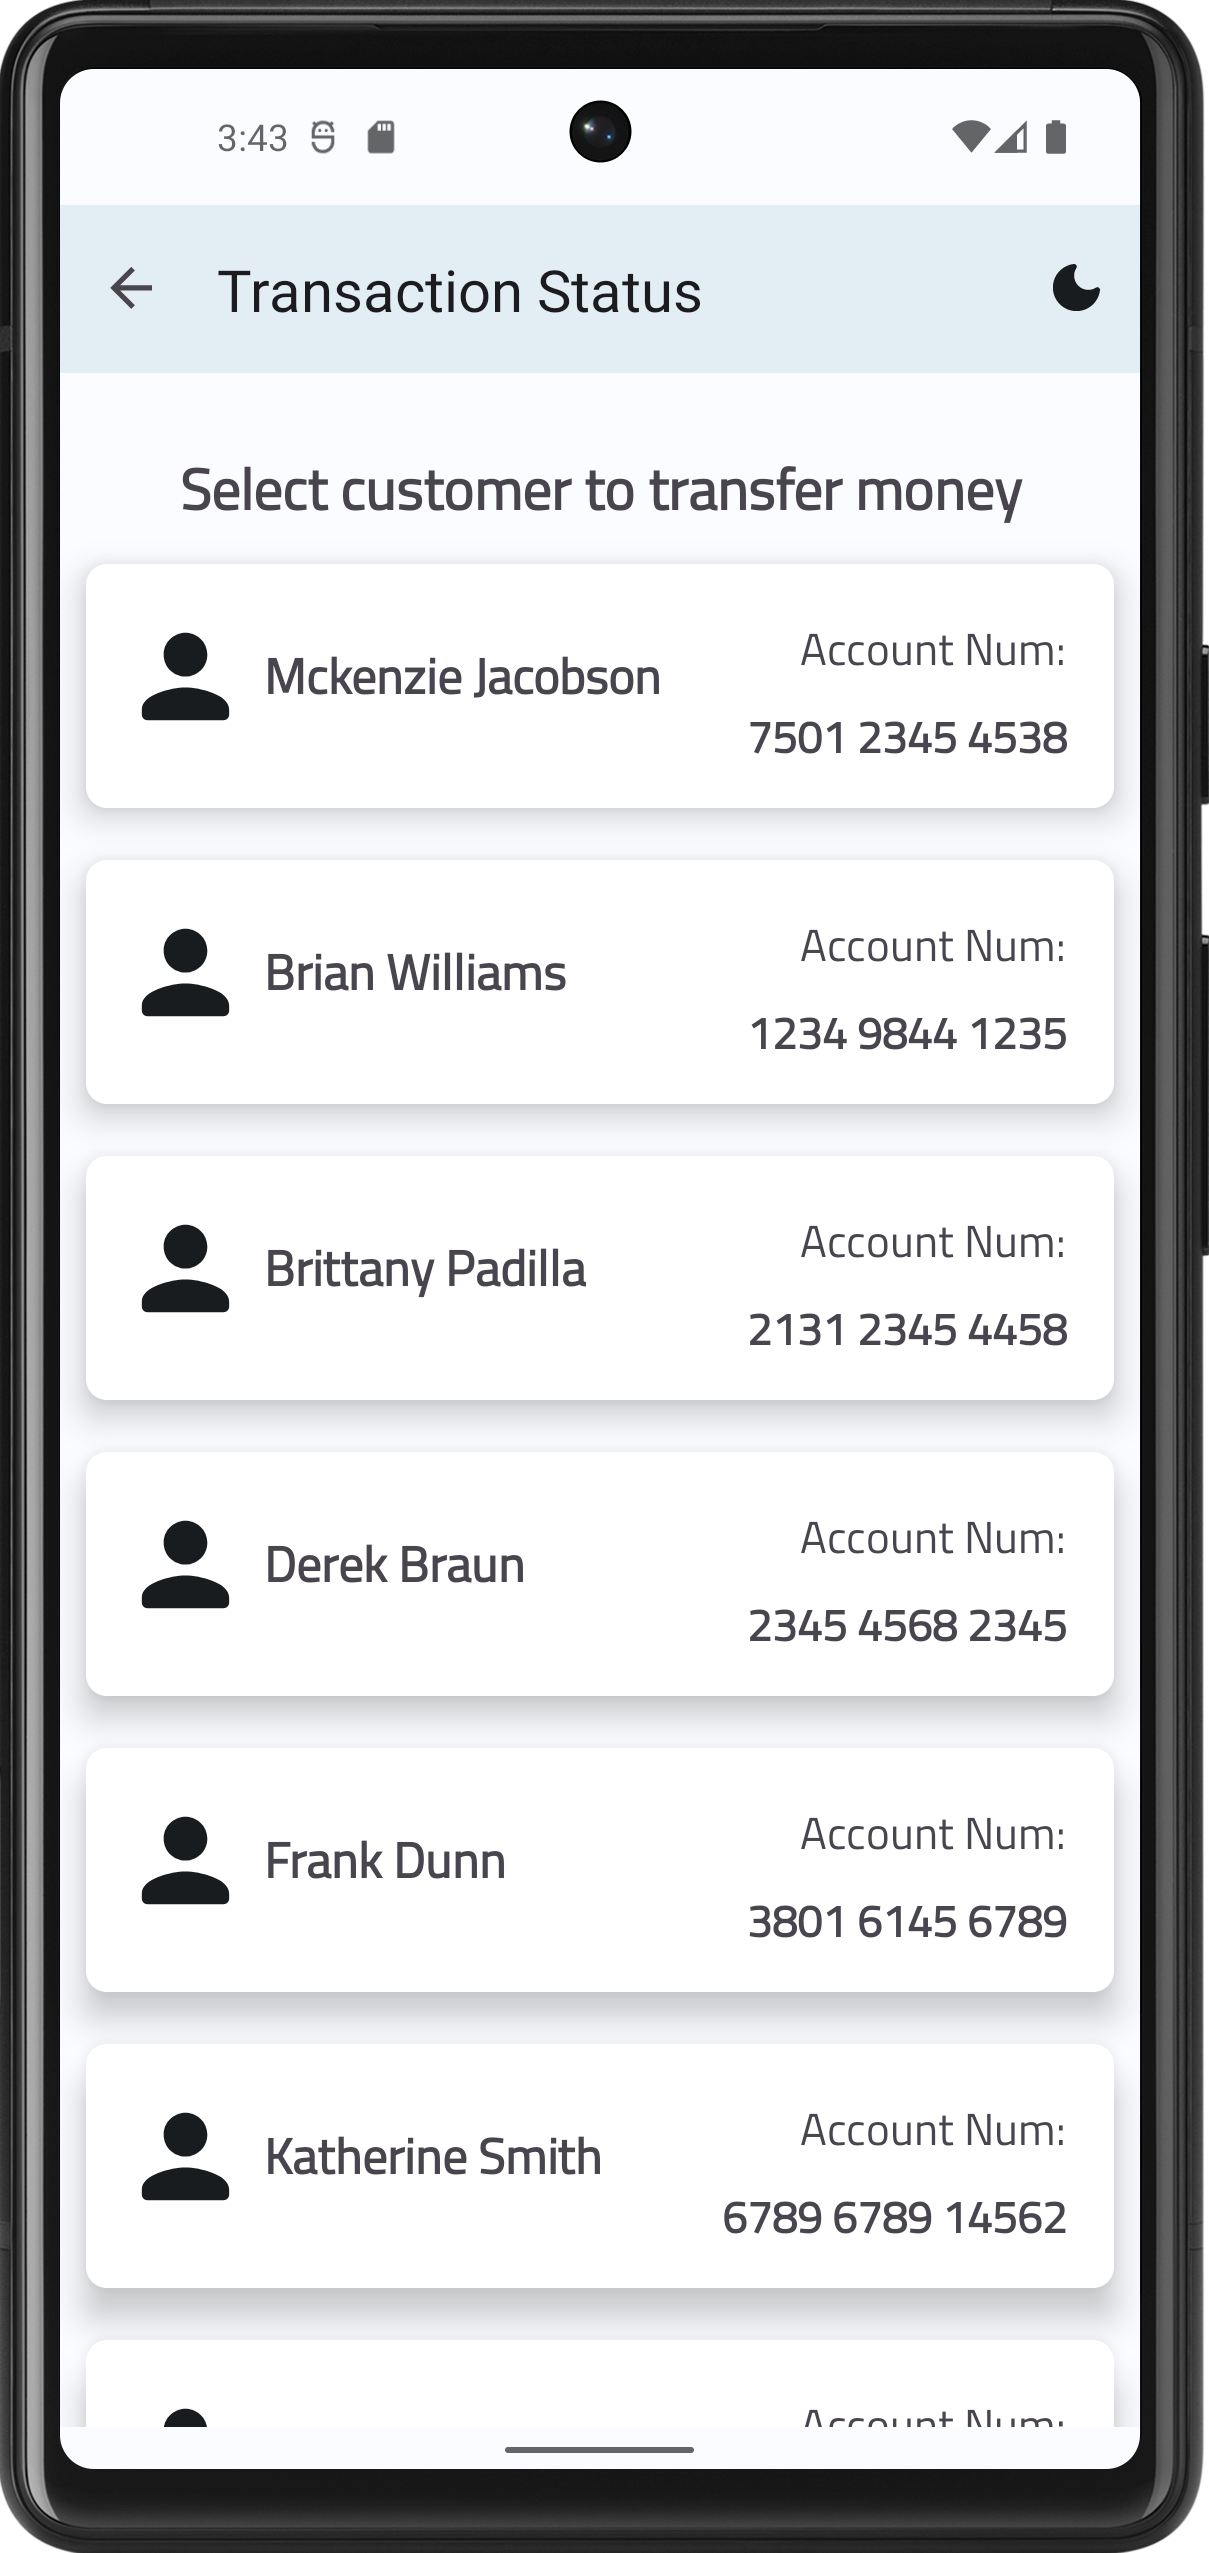 3:43
Transaction Status
Select customer to transfer money
Mckenzie Jacobson
Account Num:
7501 2345 4538
Brian Williams
Account Num:
1234 9844 1235
Brittany Padilla
Account Num:
2131 2345 4458
Derek Braun
Account Num:
2345 4568 2345
Frank Dunn
Account Num:
3801 6145 6789
Katherine Smith
Account Num:
6789 6789 14562
Account Num: